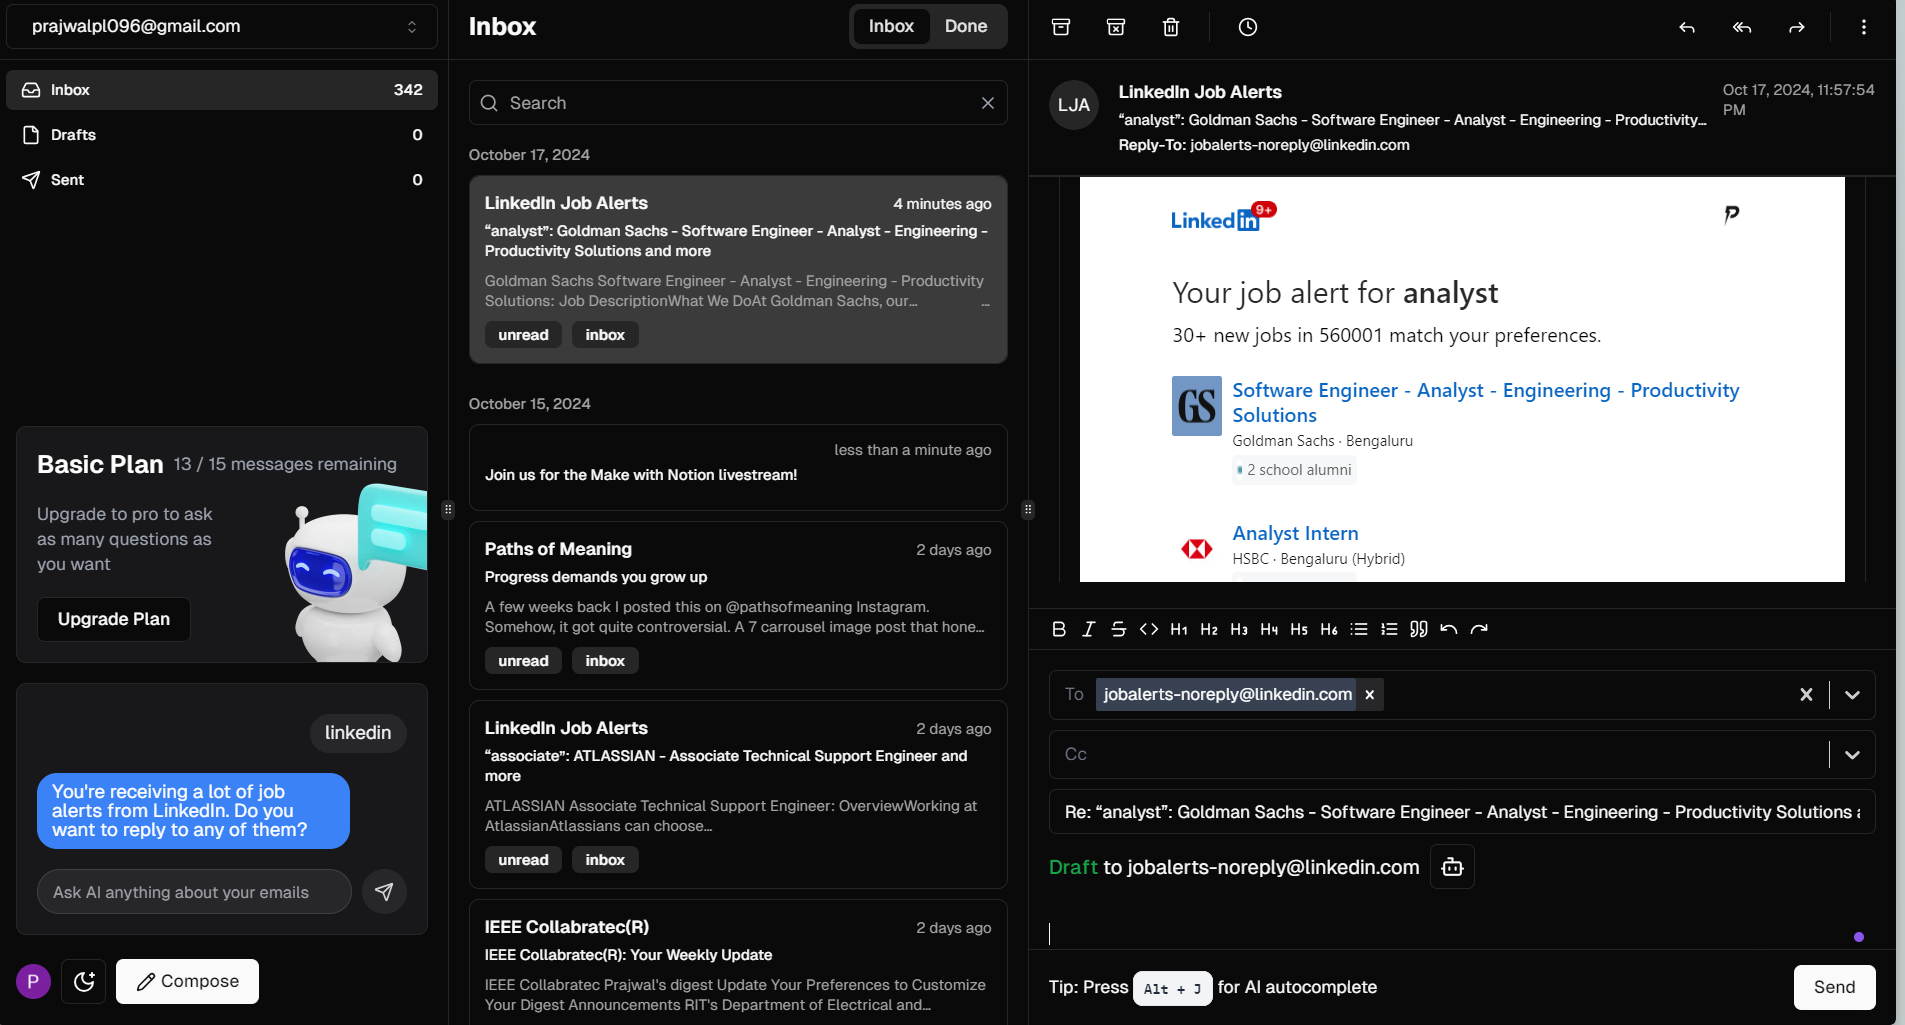 prajwalpl096@gmail.com
Inbox 342
Drafts 0
Sent 0
Basic Plan 13 / 15 messages remaining
Upgrade to pro to ask
as many questions as
you want
Upgrade Plan
linkedin
You're receiving a lot of job
alerts from LinkedIn. Do you
want to reply to any of them?
Ask AI anything about your emails
P
Compose
Inbox
Inbox Done
Search
October 17, 2024
LinkedIn Job Alerts 4 minutes ago
“analyst”: Goldman Sachs - Software Engineer - Analyst - Engineering -
Productivity Solutions and more
Goldman Sachs Software Engineer - Analyst - Engineering - Productivity
Solutions: Job DescriptionWhat We DoAt Goldman Sachs, our... ...
unread inbox
October 15, 2024
less than a minute ago
Join us for the Make with Notion livestream!
Paths of Meaning 2 days ago
Progress demands you grow up
A few weeks back I posted this on @pathsofmeaning Instagram.
Somehow, it got quite controversial. A 7 carrousel image post that hone...
unread inbox
LinkedIn Job Alerts 2 days ago
“associate”: ATLASSIAN - Associate Technical Support Engineer and
more
ATLASSIAN Associate Technical Support Engineer: OverviewWorking at
AtlassianAtlassians can choose...
unread inbox
IEEE Collabratec(R) 2 days ago
IEEE Collabratec(R): Your Weekly Update
IEEE Collabratec Prajwal's digest Update Your Preferences to Customize
Your Digest Announcements RIT's Department of Electrical and...
LJA
LinkedIn Job Alerts
Oct 17, 2024, 11:57:54
PM
“analyst”: Goldman Sachs - Software Engineer - Analyst - Engineering - Productivity...
Reply-To: jobalerts-noreply@linkedin.com
Linked in 9+
Your job alert for analyst
30+ new jobs in 560001 match your preferences.
GS
Software Engineer - Analyst - Engineering - Productivity
Solutions
Goldman Sachs · Bengaluru
2 school alumni
Analyst Intern
HSBC · Bengaluru (Hybrid)
B I S <> H1 H2 H3 H4 H5 H6
To jobalerts-noreply@linkedin.com
Cc
Re: “analyst”: Goldman Sachs - Software Engineer - Analyst - Engineering - Productivity Solutions
Draft to jobalerts-noreply@linkedin.com
Tip: Press Alt + J for AI autocomplete
Send